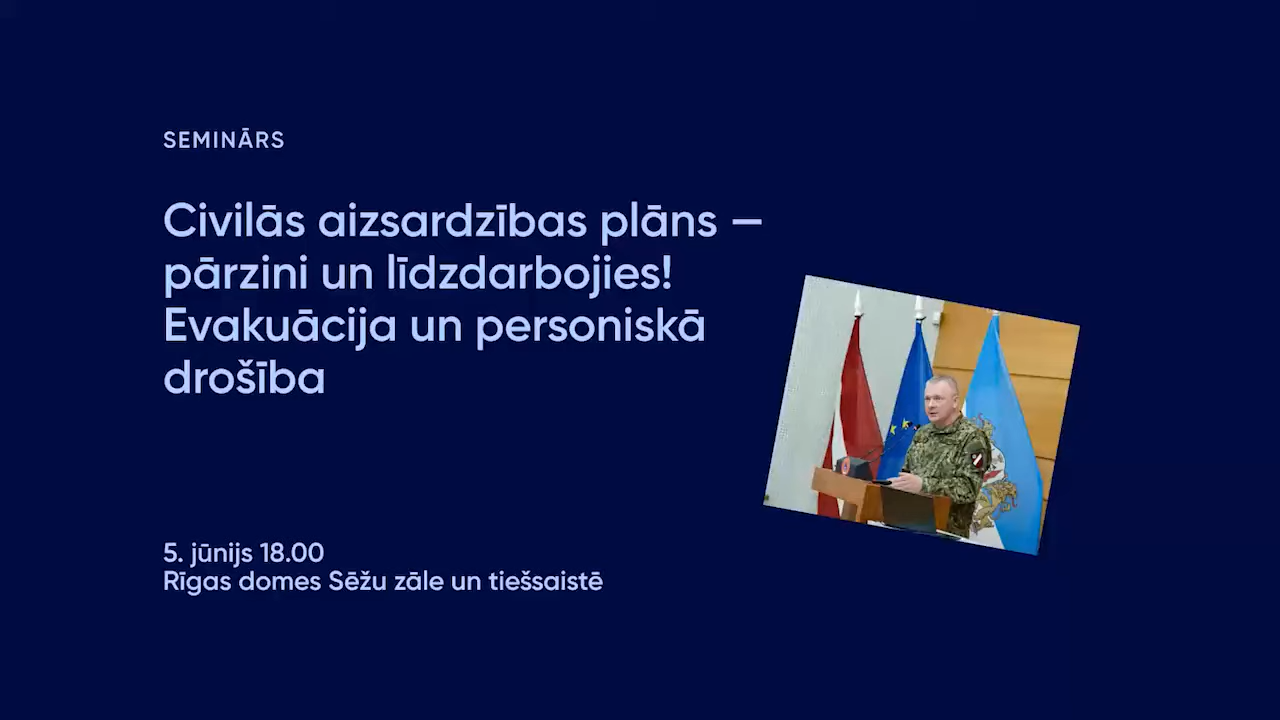 SEMINĀRS
Civilās aizsardzības plāns —
pārzini un līdzdarbojies!
Evakuācija un personiskā
drošība
5. jūnijs 18.00
Rīgas domes Sēžu zāle un tiešsaistē